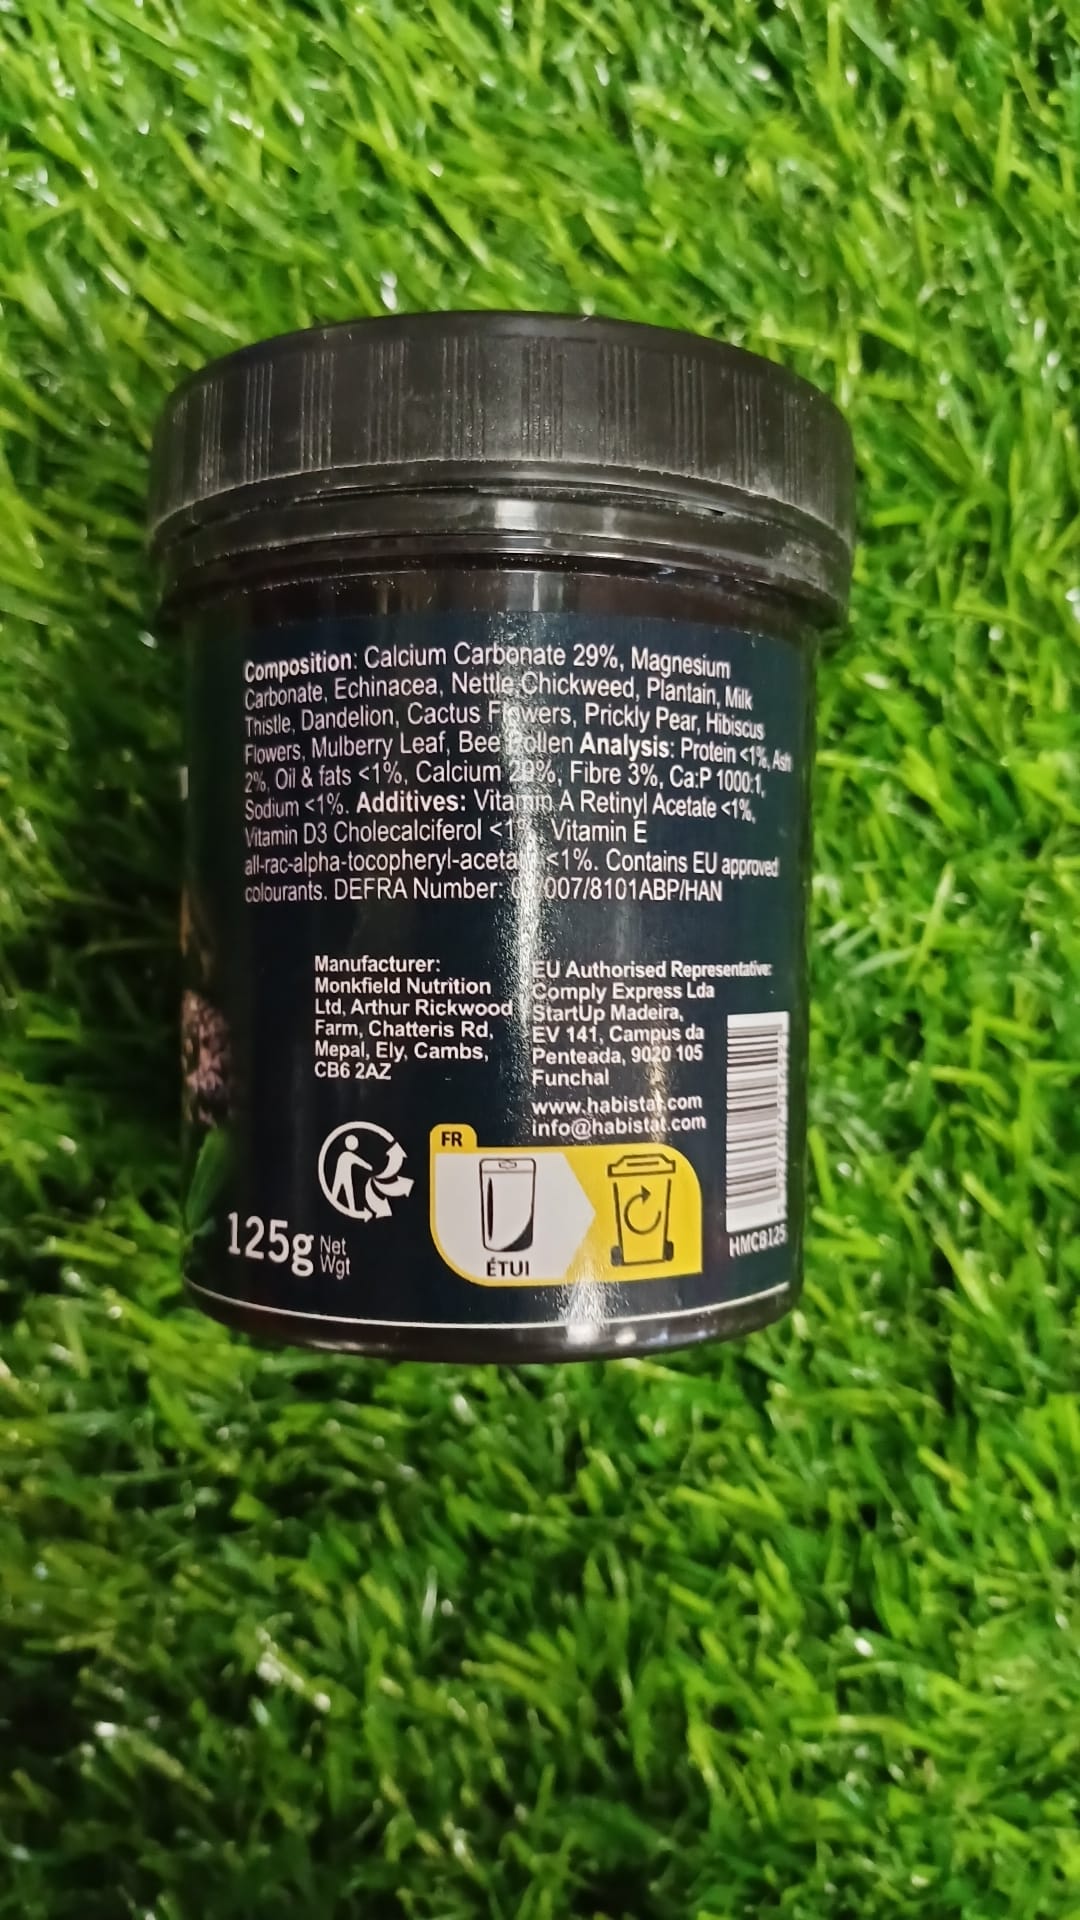 Composition: Calcium Carbonate 29%, Magnesium
Carbonate, Echinacea, Nettle, Chickweed, Plantain, Milk
Thistle, Dandelion, Cactus Flowers, Prickly Pear, Hibiscus
Flowers, Mulberry Leaf, Bee Pollen Analysis: Protein <1%, Ash
2%, Oil & fats <1%, Calcium 29%, Fibre 3%, Ca:P 1000:1,
Sodium <1%. Additives: Vitamin A Retinyl Acetate <1%,
Vitamin D3 Cholecalciferol <1%, Vitamin E
all-rac-alpha-tocopheryl-acetate <1%. Contains EU approved
colourants. DEFRA Number:
Manufacturer:
Monkfield Nutrition
Ltd, Arthur Rickwood
Farm, Chatteris Rd,
Mepal, Ely, Cambs,
CB6 2AZ
EU Authorised Representative:
Comply Express Lda
StartUp Madeira,
EV 141, Campus da
Penteada, 9020 105
Funchal
www.habistat.com
info@habistat.com
FR
ÉTUI
125g Net
Wgt
HMCB125